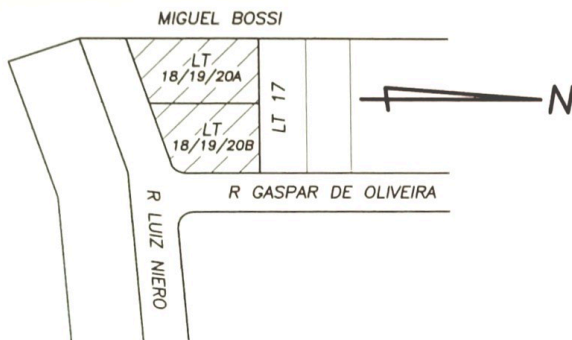 MIGUEL BOSSI
LT
18/19/20A
LT 17
N
LT
18/19/20B
R GASPAR DE OLIVEIRA
R LUIZ NIERO